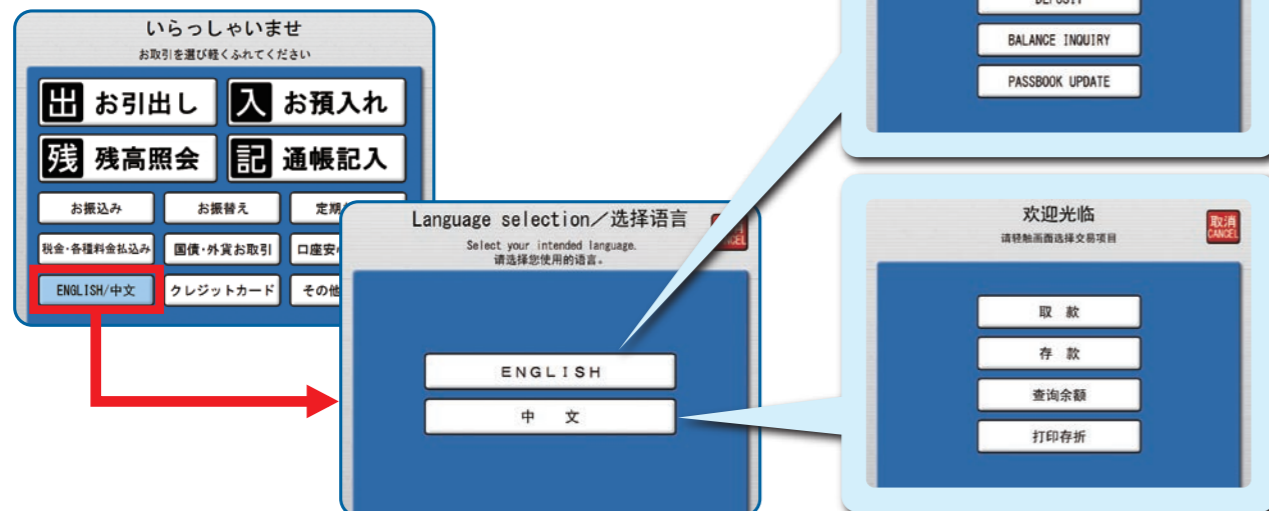 いらっしゃいませ
お取引を選び軽くふれてください
出 お引出し
入 お預入れ
残 残高照会
記 通帳記入
お振込み
お振替え
定期
税金・各種料金払込み
国債・外貨お取引
口座安
ENGLISH/中文
クレジットカード
その他
Language selection／选择语言
Select your intended language.
请选择您使用的语言。
ENGLISH
中 文
DEPOSIT
BALANCE INQUIRY
PASSBOOK UPDATE
欢迎光临
请轻触画面选择交易项目
取消
CANCEL
取 款
存 款
查询余额
打印存折